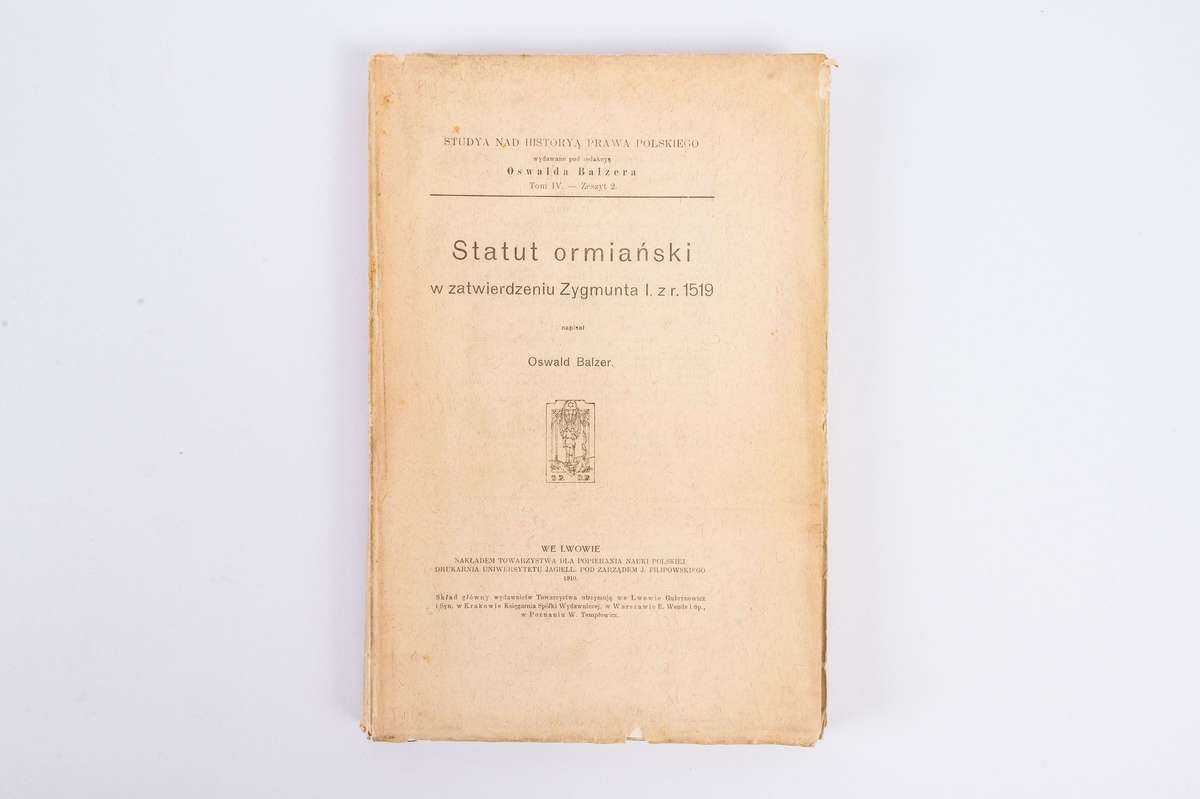 STUDYA NAD HISTORYĄ PRAWA POLSKIEGO
wydawane pod redakcyą
Oswalda Balzera
Tom IV. — Zeszyt 2.
Statut ormiański
w zatwierdzeniu Zygmunta I. z r. 1519
napisał
Oswald Balzer.
WE LWOWIE
NAKŁADEM TOWARZYSTWA DLA POPIERANIA NAUKI POLSKIEJ
DRUKARNIA UNIWERSYTETU JAGIELL. POD ZARZĄDEM J. FILIPOWSKIEGO
1910.
Skład główny wydawnictw Towarzystwa utrzymują we Lwowie Gubrynowicz
i Syn, w Krakowie Księgarnia Spółki Wydawniczej, w Warszawie E. Wende i Sp.,
w Poznaniu W. Tempłowicz.